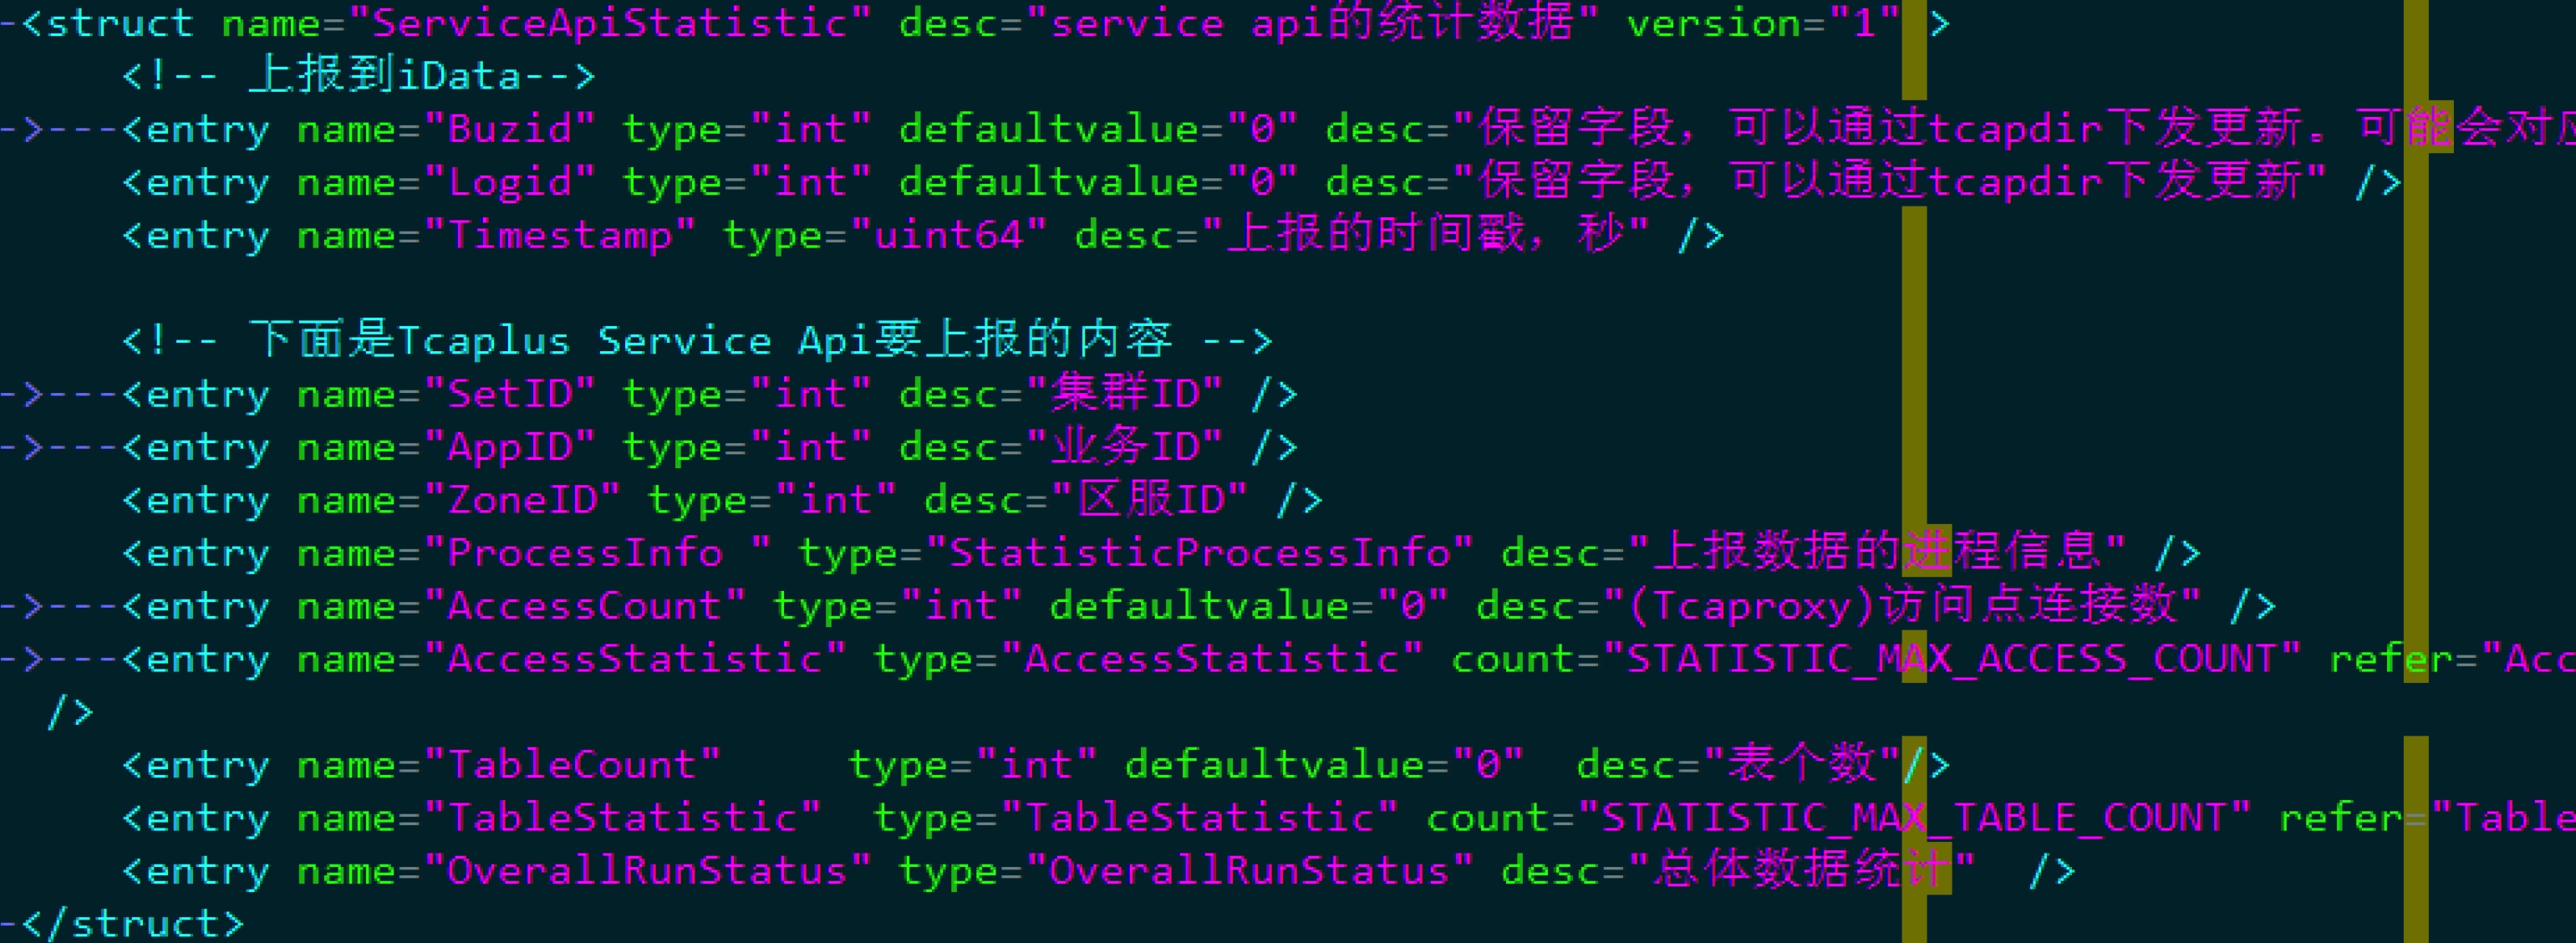 -<struct name="ServiceApiStatistic" desc="service api的统计数据" version="1" >
<!-- 上报到iData-->
->---<entry name="Buzid" type="int" defaultvalue="0" desc="保留字段，可以通过tcapdir下发更新。可能会对
<entry name="Logid" type="int" defaultvalue="0" desc="保留字段，可以通过tcapdir下发更新" />
<entry name="Timestamp" type="uint64" desc="上报的时间戳，秒" />
<!-- 下面是Tcaplus Service Api要上报的内容 -->
->---<entry name="SetID" type="int" desc="集群ID" />
->---<entry name="AppID" type="int" desc="业务ID" />
<entry name="ZoneID" type="int" desc="区服ID" />
<entry name="ProcessInfo " type="StatisticProcessInfo" desc="上报数据的进程信息" />
->---<entry name="AccessCount" type="int" defaultvalue="0" desc="(Tcaproxy)访问点连接数" />
->---<entry name="AccessStatistic" type="AccessStatistic" count="STATISTIC_MAX_ACCESS_COUNT" refer="Acc
/>
<entry name="TableCount"     type="int" defaultvalue="0"  desc="表个数"/>
<entry name="TableStatistic"  type="TableStatistic" count="STATISTIC_MAX_TABLE_COUNT" refer="Table
<entry name="OverallRunStatus" type="OverallRunStatus" desc="总体数据统计"  />
-</struct>